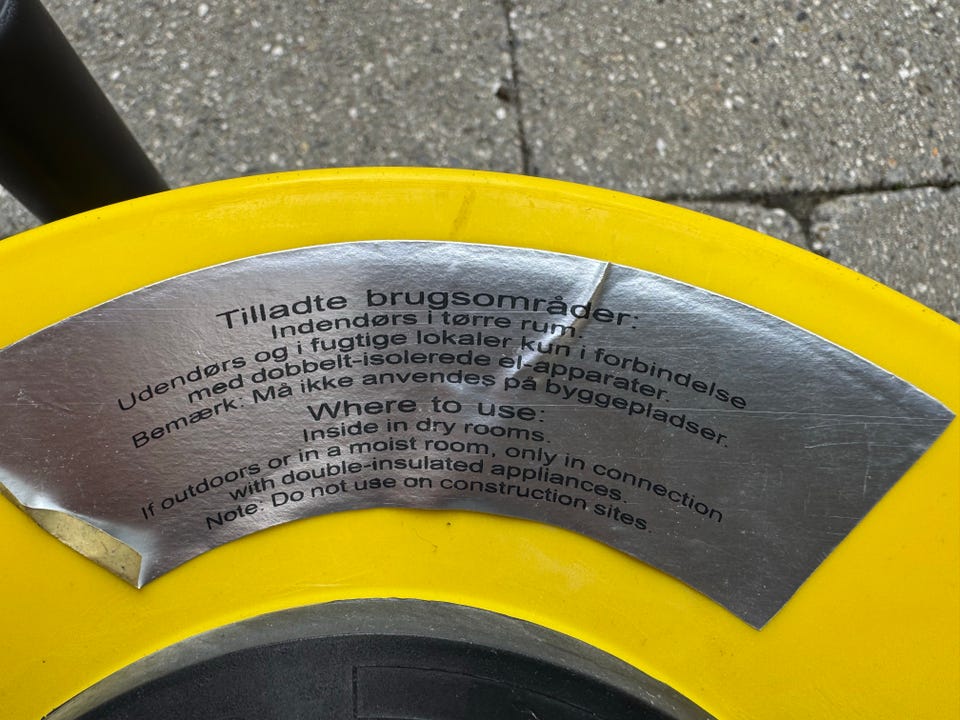 Tilladte brugsområder:
Indendørs i tørre rum.
Udendørs og i fugtige lokaler kun i forbindelse
med dobbelt-isolerede el-apparater.
Bemærk: Må ikke anvendes på byggepladser.
Where to use:
Inside in dry rooms.
If outdoors or in a moist room, only in connection
with double-insulated appliances.
Note: Do not use on construction sites.